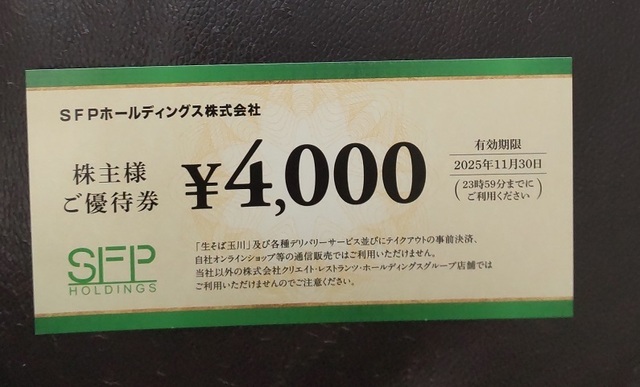 SFPホールディングス株式会社
株主様
ご優待券
¥4,000
有効期限
2025年11月30日
(23時59分までに
ご利用ください)
「生そば玉川」及び各種デリバリーサービス並びにテイクアウトの事前決済、
自社オンラインショップ等の通信販売ではご利用いただけません。
当社以外の株式会社クリエイト・レストランツ・ホールディングスグループ店舗では
ご利用いただけませんのでご注意ください。
SFP
HOLDINGS